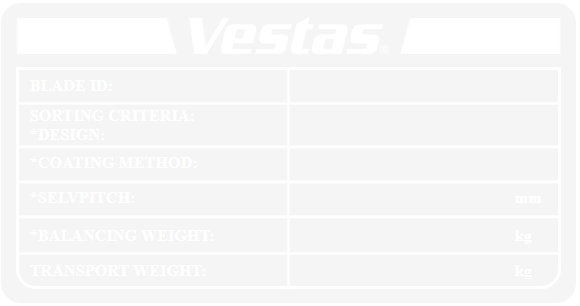 Vestas®
BLADE ID:
SORTING CRITERIA:
*DESIGN:
*COATING METHOD:
*SELVPITCH: mm
*BALANCING WEIGHT: kg
TRANSPORT WEIGHT: kg